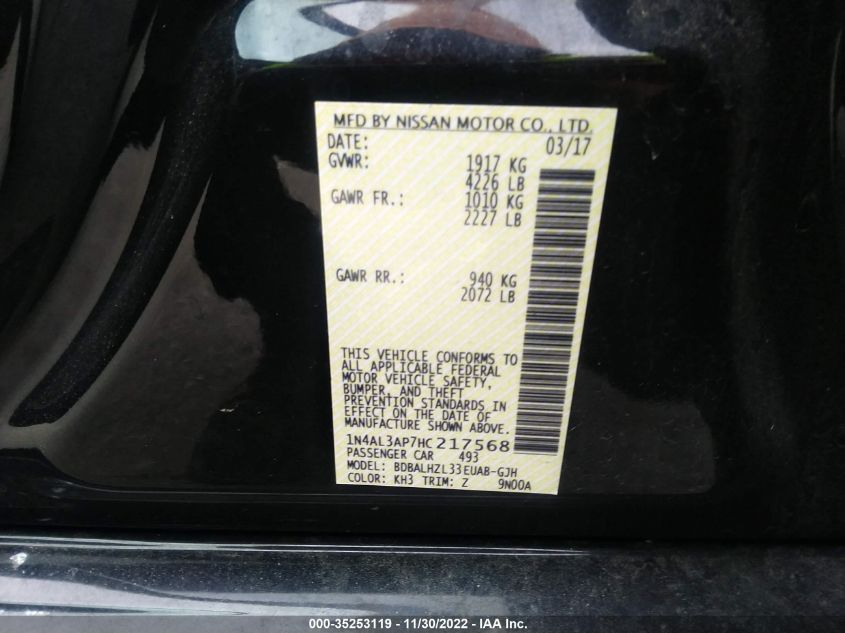 MFD BY NISSAN MOTOR CO., LTD.
DATE: 03/17
GVWR: 1917 KG
4226 LB
GAWR FR.: 1010 KG
2227 LB
GAWR RR.: 940 KG
2072 LB
THIS VEHICLE CONFORMS TO
ALL APPLICABLE FEDERAL
MOTOR VEHICLE SAFETY,
BUMPER, AND THEFT
PREVENTION STANDARDS IN
EFFECT ON THE DATE OF
MANUFACTURE SHOWN ABOVE.
1N4AL3AP7HC217568
PASSENGER CAR 493
MODEL: BDBALHZL33EUAB-GJH
COLOR: KH3 TRIM: Z 9N00A
000-35253119 - 11/30/2022 - IAA Inc.